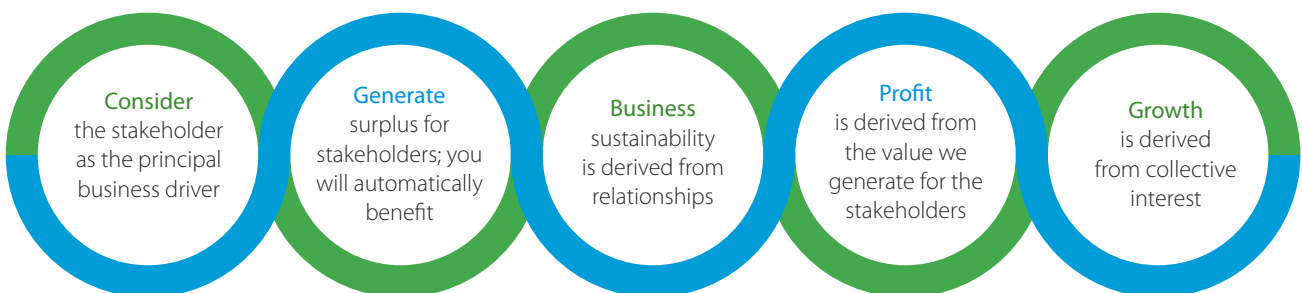 Consider
the stakeholder
as the principal
business driver
Generate
surplus for
stakeholders; you
will automatically
benefit
Business
sustainability
is derived from
relationships
Profit
is derived from
the value we
generate for the
stakeholders
Growth
is derived
from collective
interest